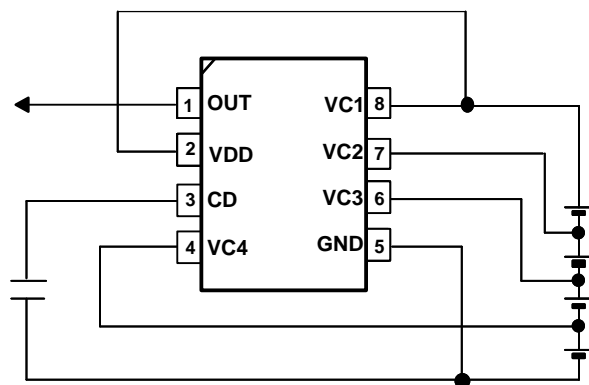 1 OUT VC1 8
2 VDD VC2 7
3 CD VC3 6
4 VC4 GND 5